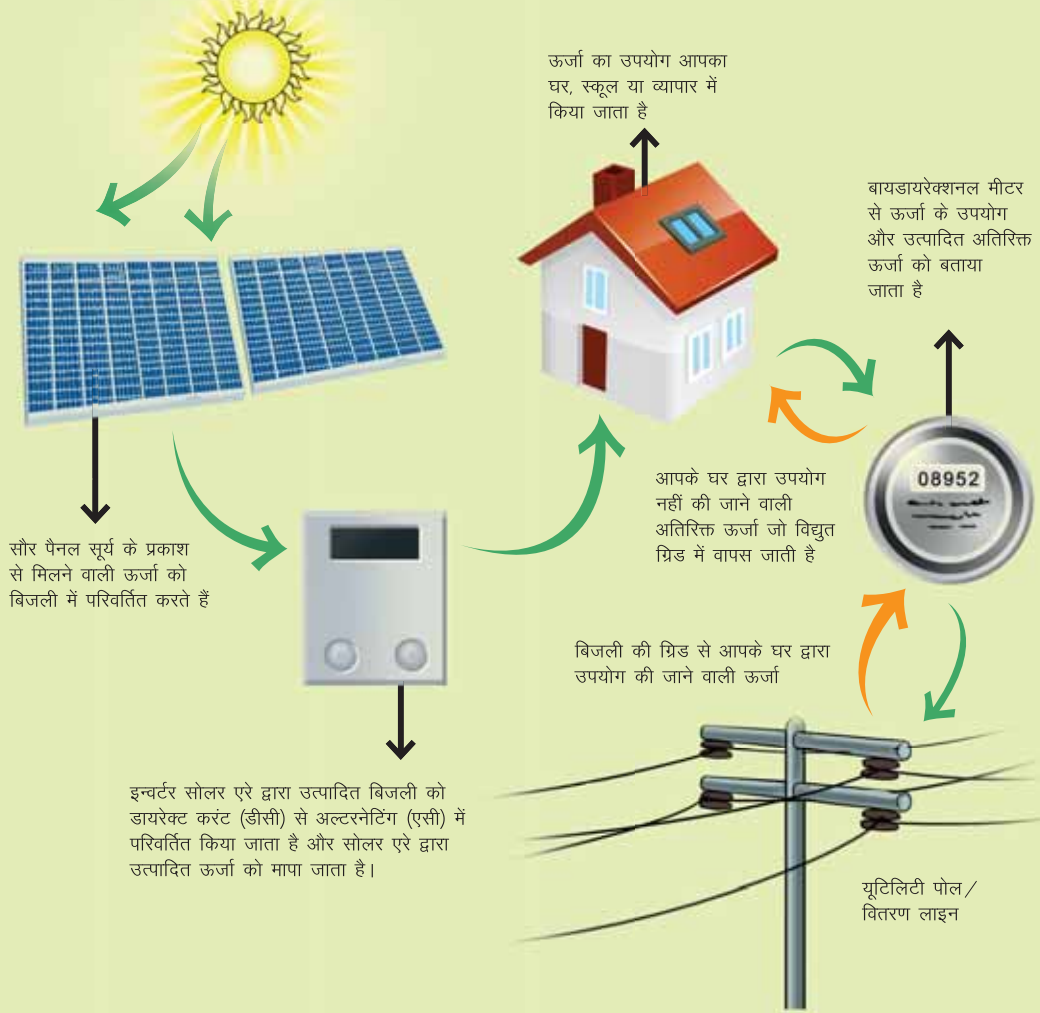 ऊर्जा का उपयोग आपका
घर, स्कूल या व्यापार में
किया जाता है
बायडायरेक्शनल मीटर
से ऊर्जा के उपयोग
और उत्पादित अतिरिक्त
ऊर्जा को बताया
जाता है
08952
आपके घर द्वारा उपयोग
नहीं की जाने वाली
अतिरिक्त ऊर्जा जो विद्युत
ग्रिड में वापस जाती है
सौर पैनल सूर्य के प्रकाश
से मिलने वाली ऊर्जा को
बिजली में परिवर्तित करते हैं
बिजली की ग्रिड से आपके घर द्वारा
उपयोग की जाने वाली ऊर्जा
इन्वर्टर सोलर एरे द्वारा उत्पादित बिजली को
डायरेक्ट करंट (डीसी) से अल्टरनेटिंग (एसी) में
परिवर्तित किया जाता है और सोलर एरे द्वारा
उत्पादित ऊर्जा को मापा जाता है।
यूटिलिटी पोल/
वितरण लाइन